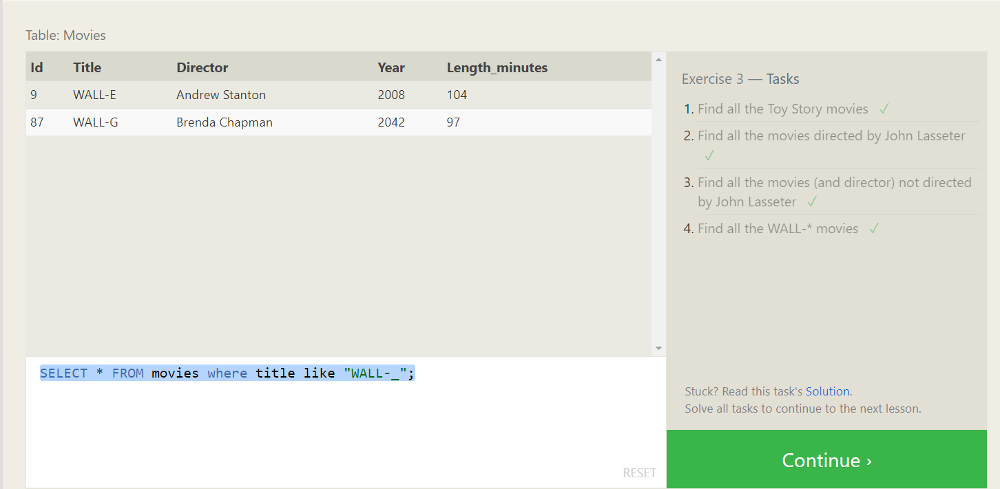 Table: Movies
Id Title Director Year Length_minutes
9 WALL-E Andrew Stanton 2008 104
87 WALL-G Brenda Chapman 2042 97
SELECT * FROM movies where title like "WALL-_";
RESET
Exercise 3 — Tasks
1. Find all the Toy Story movies ✓
2. Find all the movies directed by John Lasseter
✓
3. Find all the movies (and director) not directed
by John Lasseter ✓
4. Find all the WALL-* movies ✓
Stuck? Read this task's Solution.
Solve all tasks to continue to the next lesson.
Continue ›